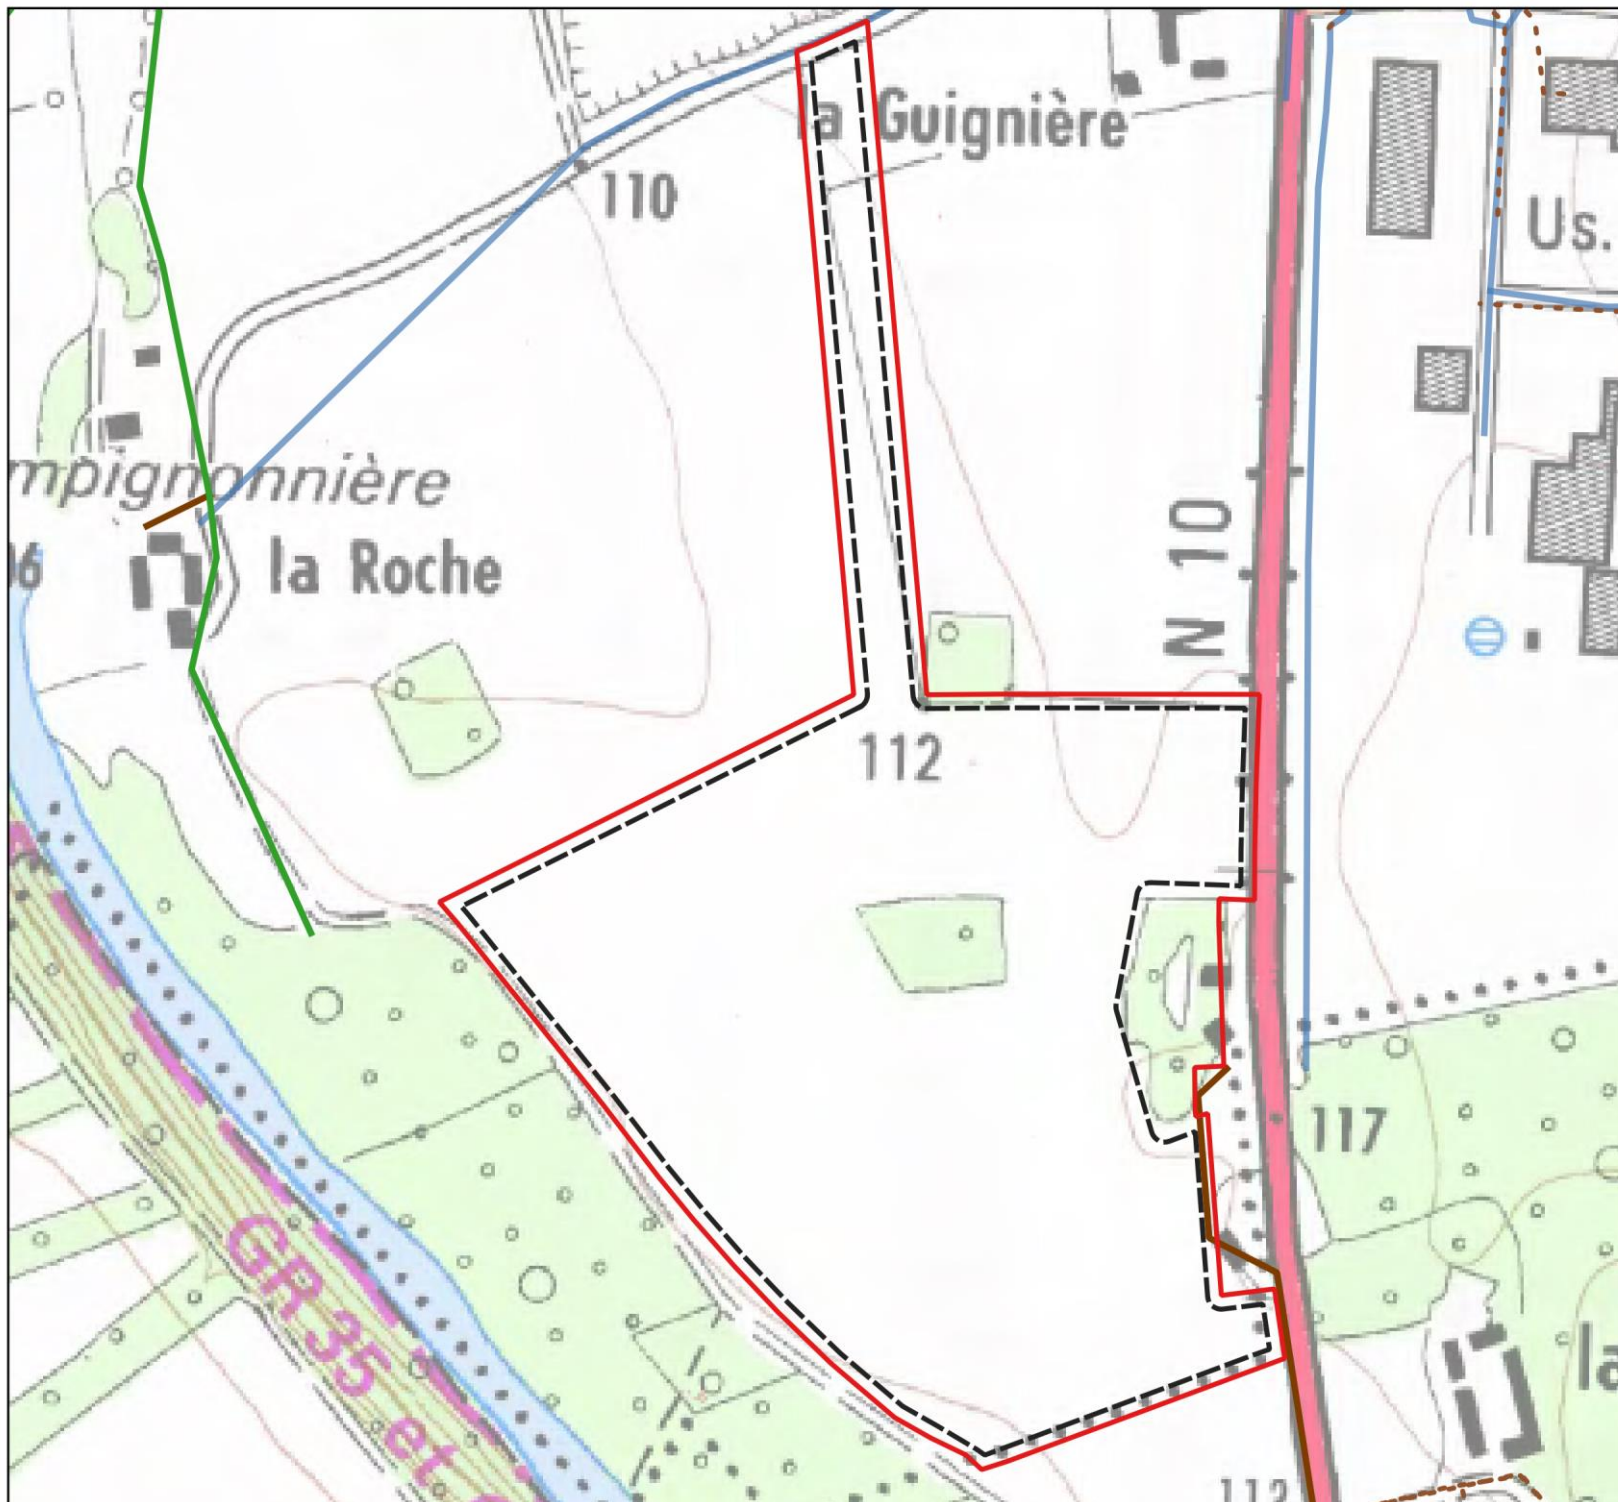 la Guignière
110
Us.
mpignonnière
N 10
la Roche
112
117
GR 35 et
la